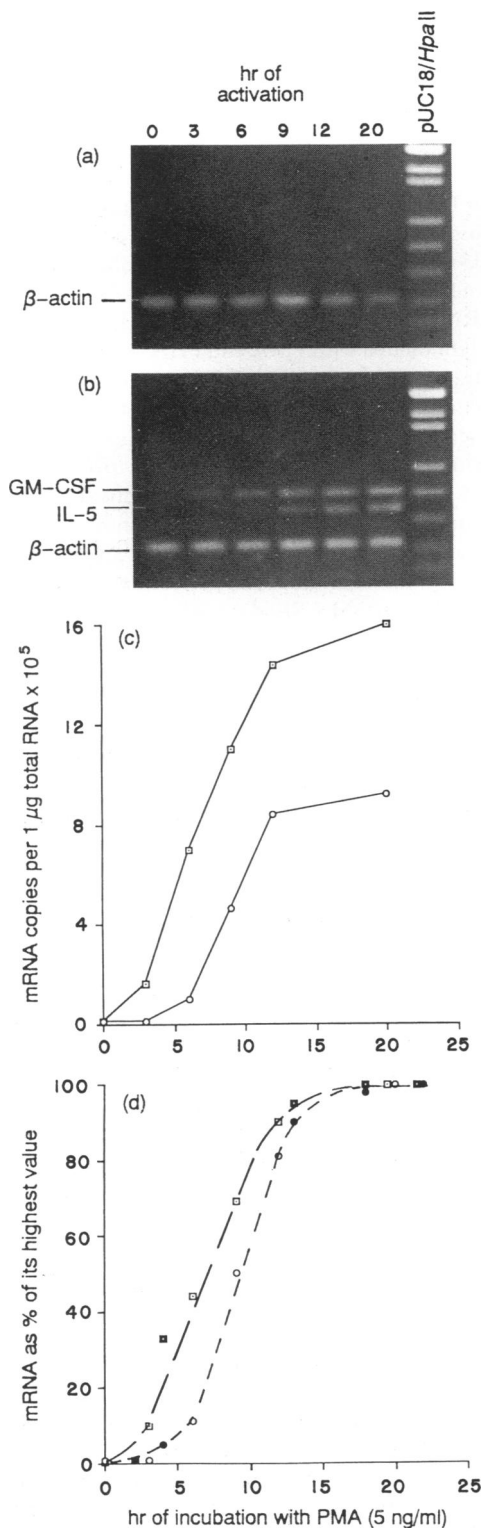 hr of
activation
0 3 6 9 12 20
pUC18/HpaII
(a)
β–actin
(b)
GM–CSF
IL–5
β–actin
(c)
mRNA copies per 1 µg total RNA x 10⁵
16
12
8
4
0
0 5 10 15 20 25
(d)
mRNA as % of its highest value
100
80
60
40
20
0
0 5 10 15 20 25
hr of incubation with PMA (5 ng/ml)